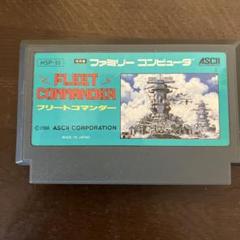 HSP-03
ファミリー コンピュータ
ASCII
FLEET
COMMANDER
フリートコマンダー
©1988 ASCII CORPORATION
MADE IN JAPAN